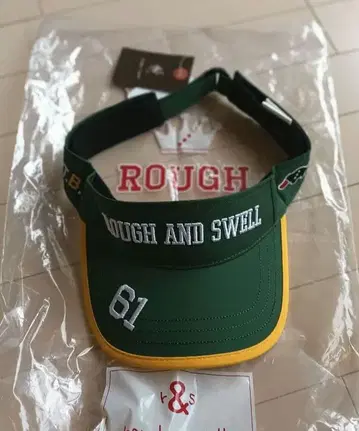 ROUGH
ROUGH AND SWELL
.B
61
r & s